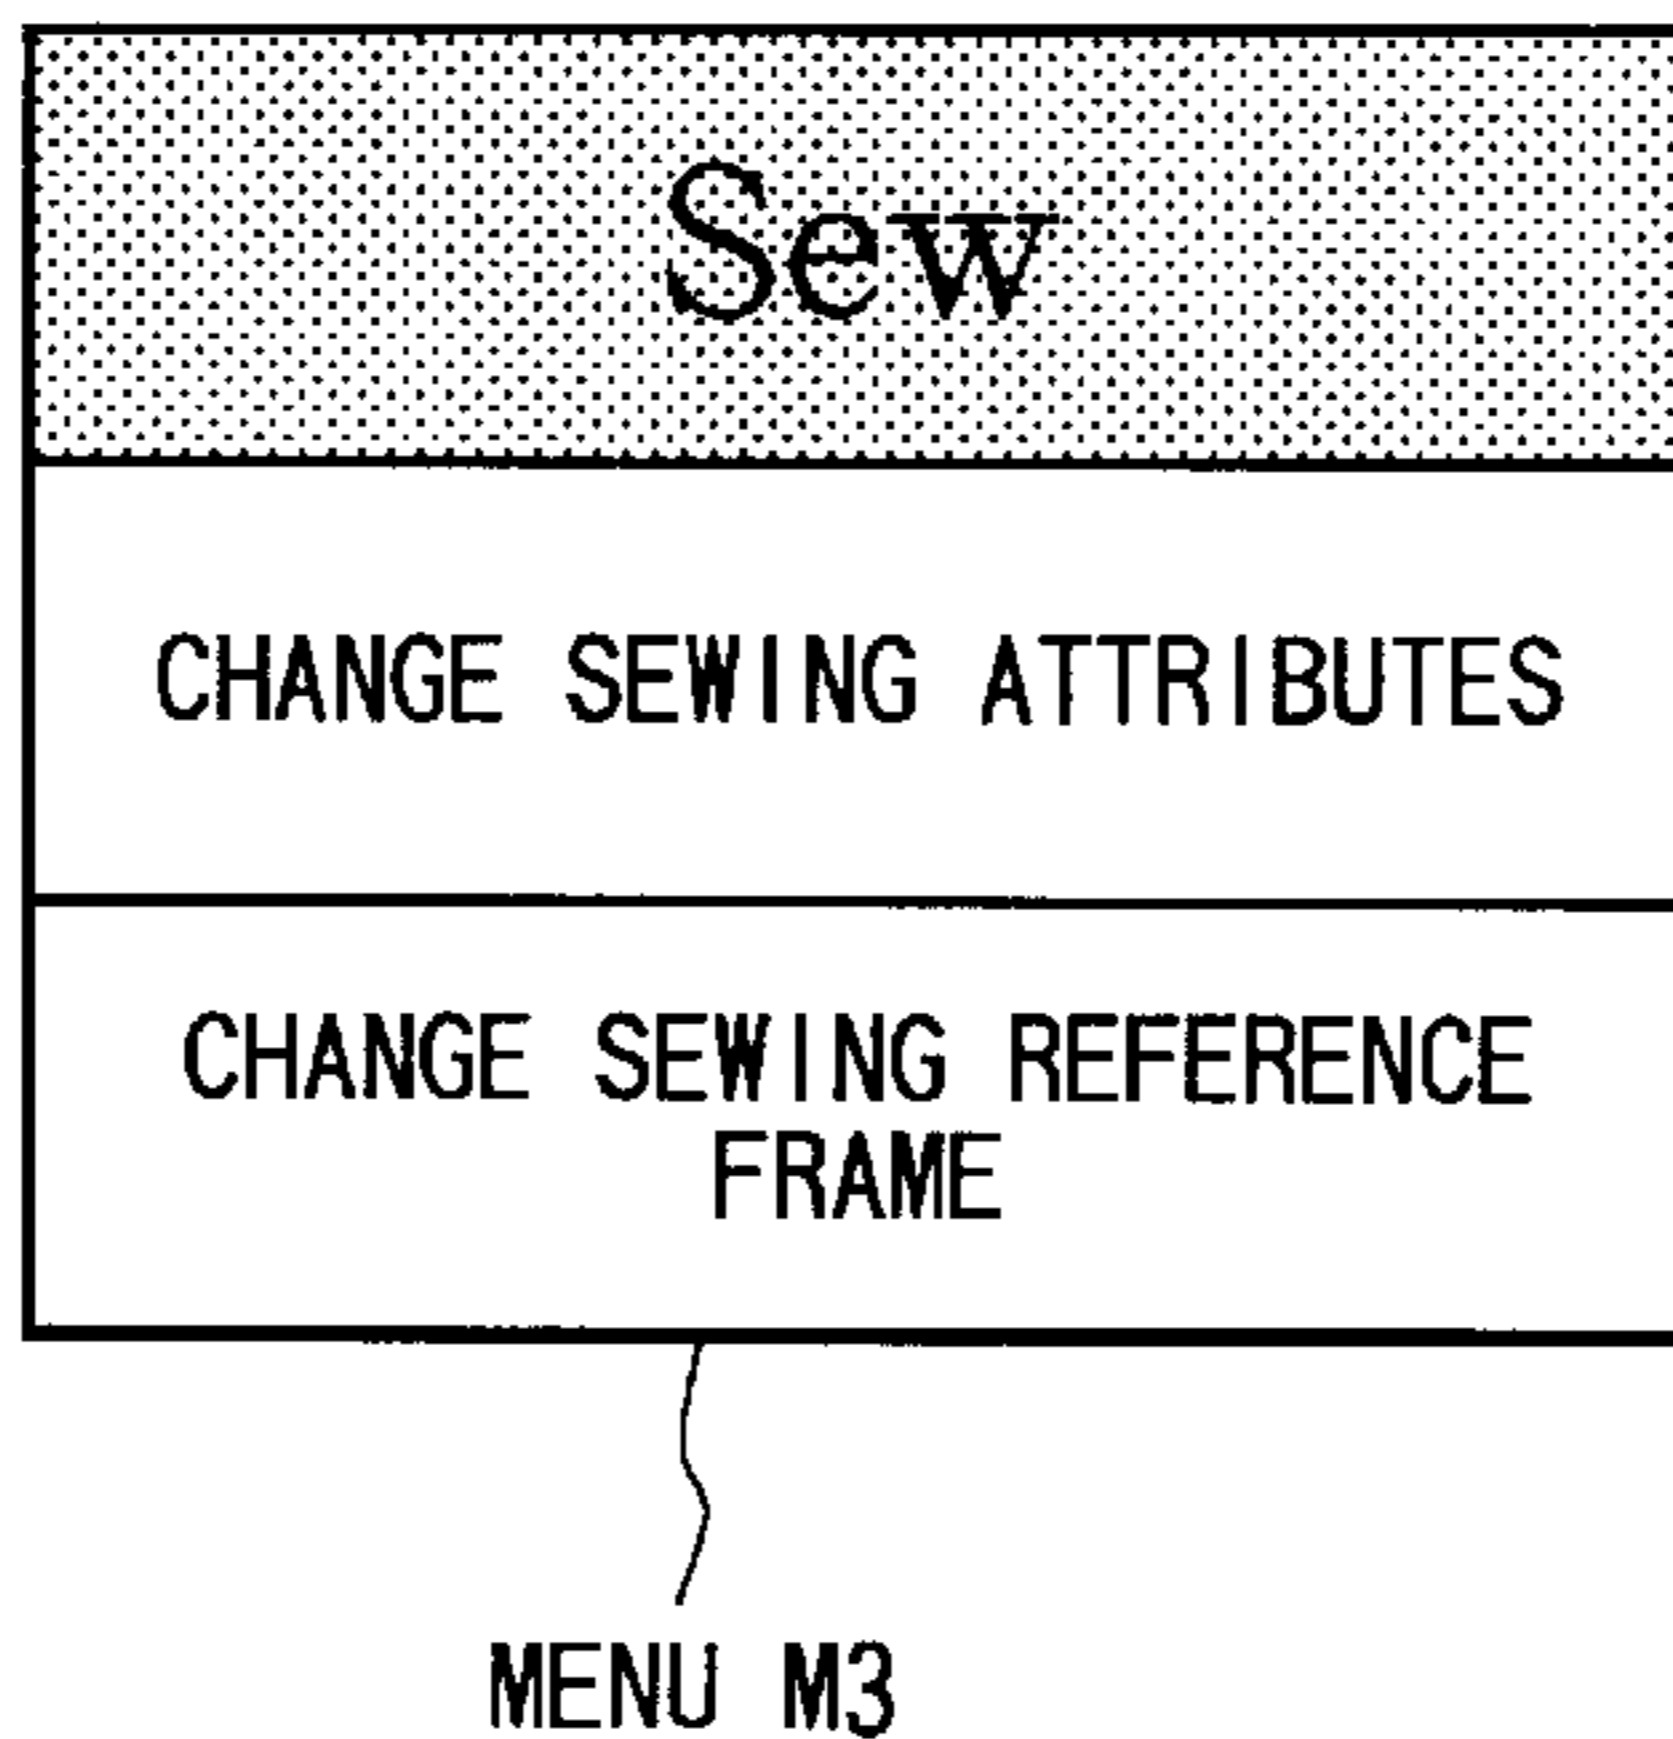 Sew
CHANGE SEWING ATTRIBUTES
CHANGE SEWING REFERENCE
FRAME
MENU M3